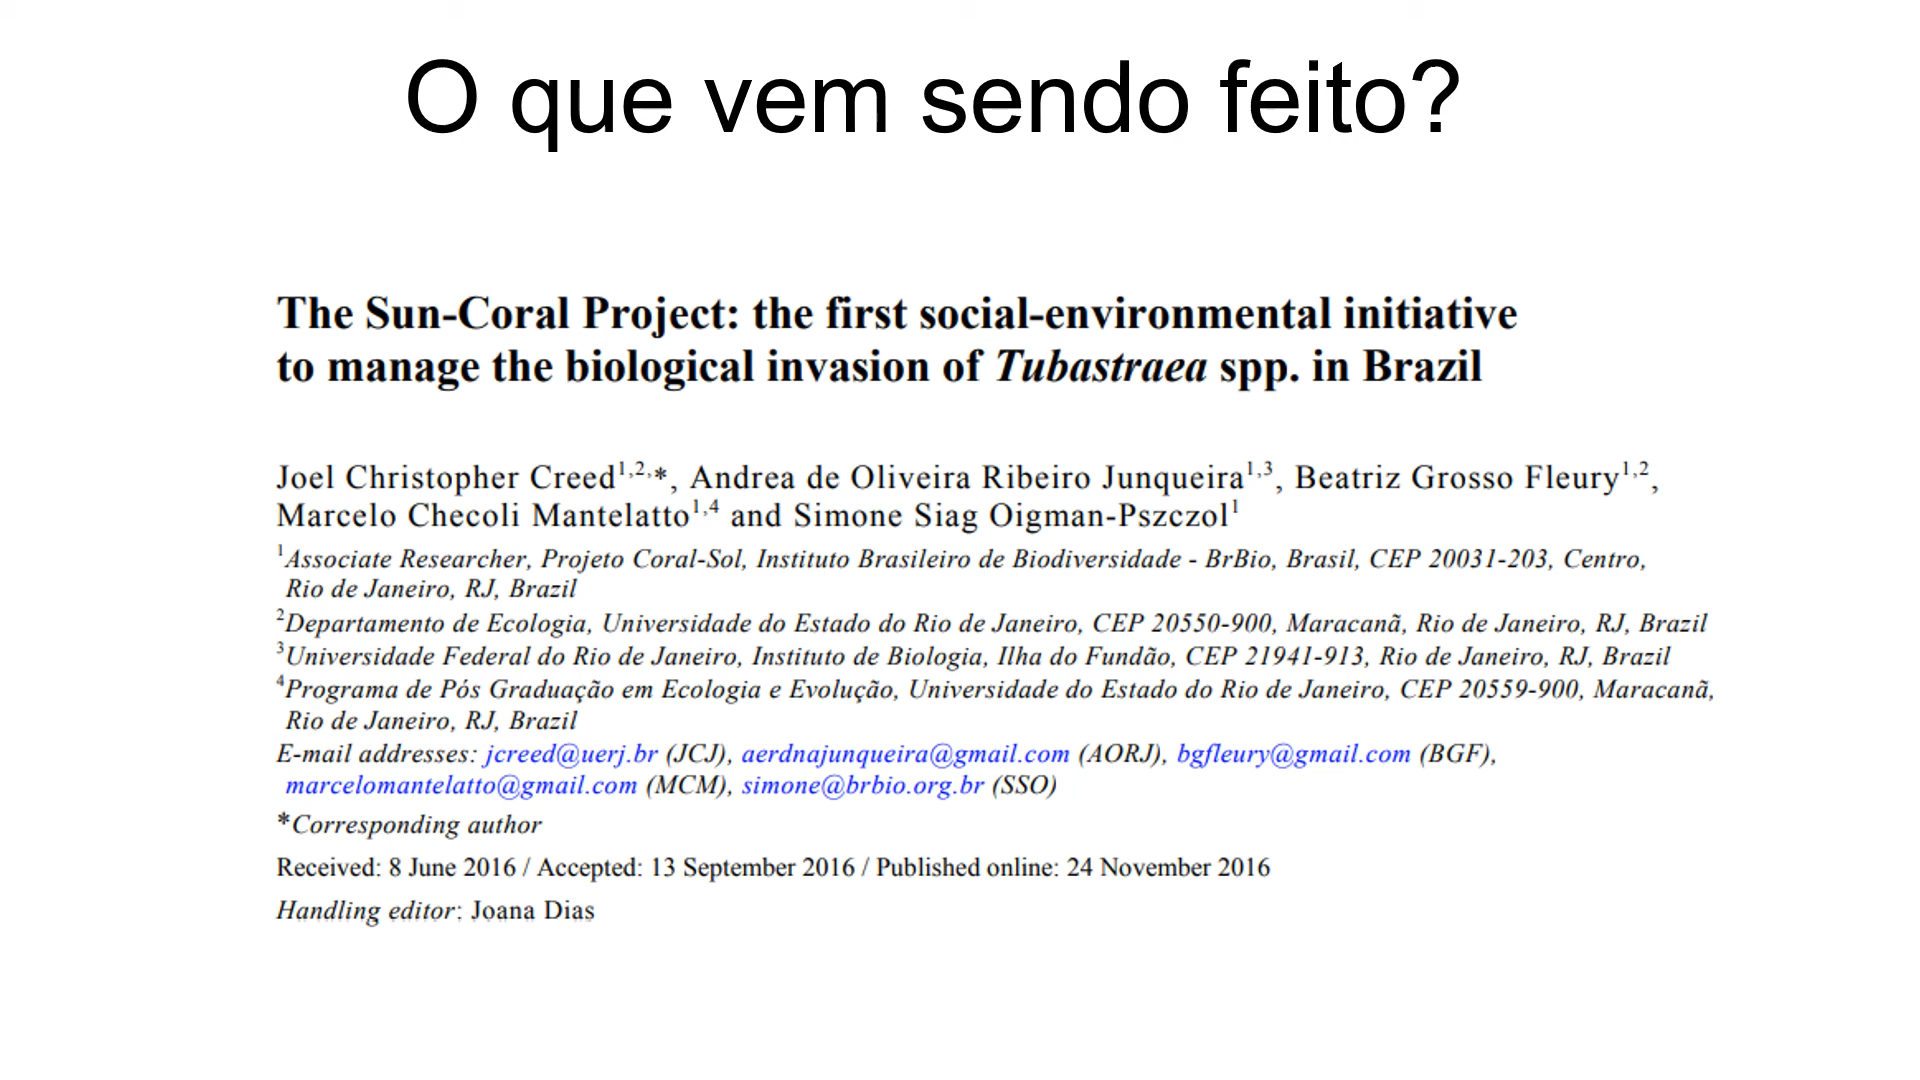 O que vem sendo feito?
The Sun-Coral Project: the first social-environmental initiative
to manage the biological invasion of Tubastraea spp. in Brazil
Joel Christopher Creed1,2,*, Andrea de Oliveira Ribeiro Junqueira1,3, Beatriz Grosso Fleury1,2,
Marcelo Checoli Mantelatto1,4 and Simone Siag Oigman-Pszczol1
1Associate Researcher, Projeto Coral-Sol, Instituto Brasileiro de Biodiversidade - BrBio, Brasil, CEP 20031-203, Centro,
Rio de Janeiro, RJ, Brazil
2Departamento de Ecologia, Universidade do Estado do Rio de Janeiro, CEP 20550-900, Maracanã, Rio de Janeiro, RJ, Brazil
3Universidade Federal do Rio de Janeiro, Instituto de Biologia, Ilha do Fundão, CEP 21941-913, Rio de Janeiro, RJ, Brazil
4Programa de Pós Graduação em Ecologia e Evolução, Universidade do Estado do Rio de Janeiro, CEP 20559-900, Maracanã,
Rio de Janeiro, RJ, Brazil
E-mail addresses: jcreed@uerj.br (JCJ), aerdnajunqueira@gmail.com (AORJ), bgfleury@gmail.com (BGF),
marcelomantelatto@gmail.com (MCM), simone@brbio.org.br (SSO)
*Corresponding author
Received: 8 June 2016 / Accepted: 13 September 2016 / Published online: 24 November 2016
Handling editor: Joana Dias